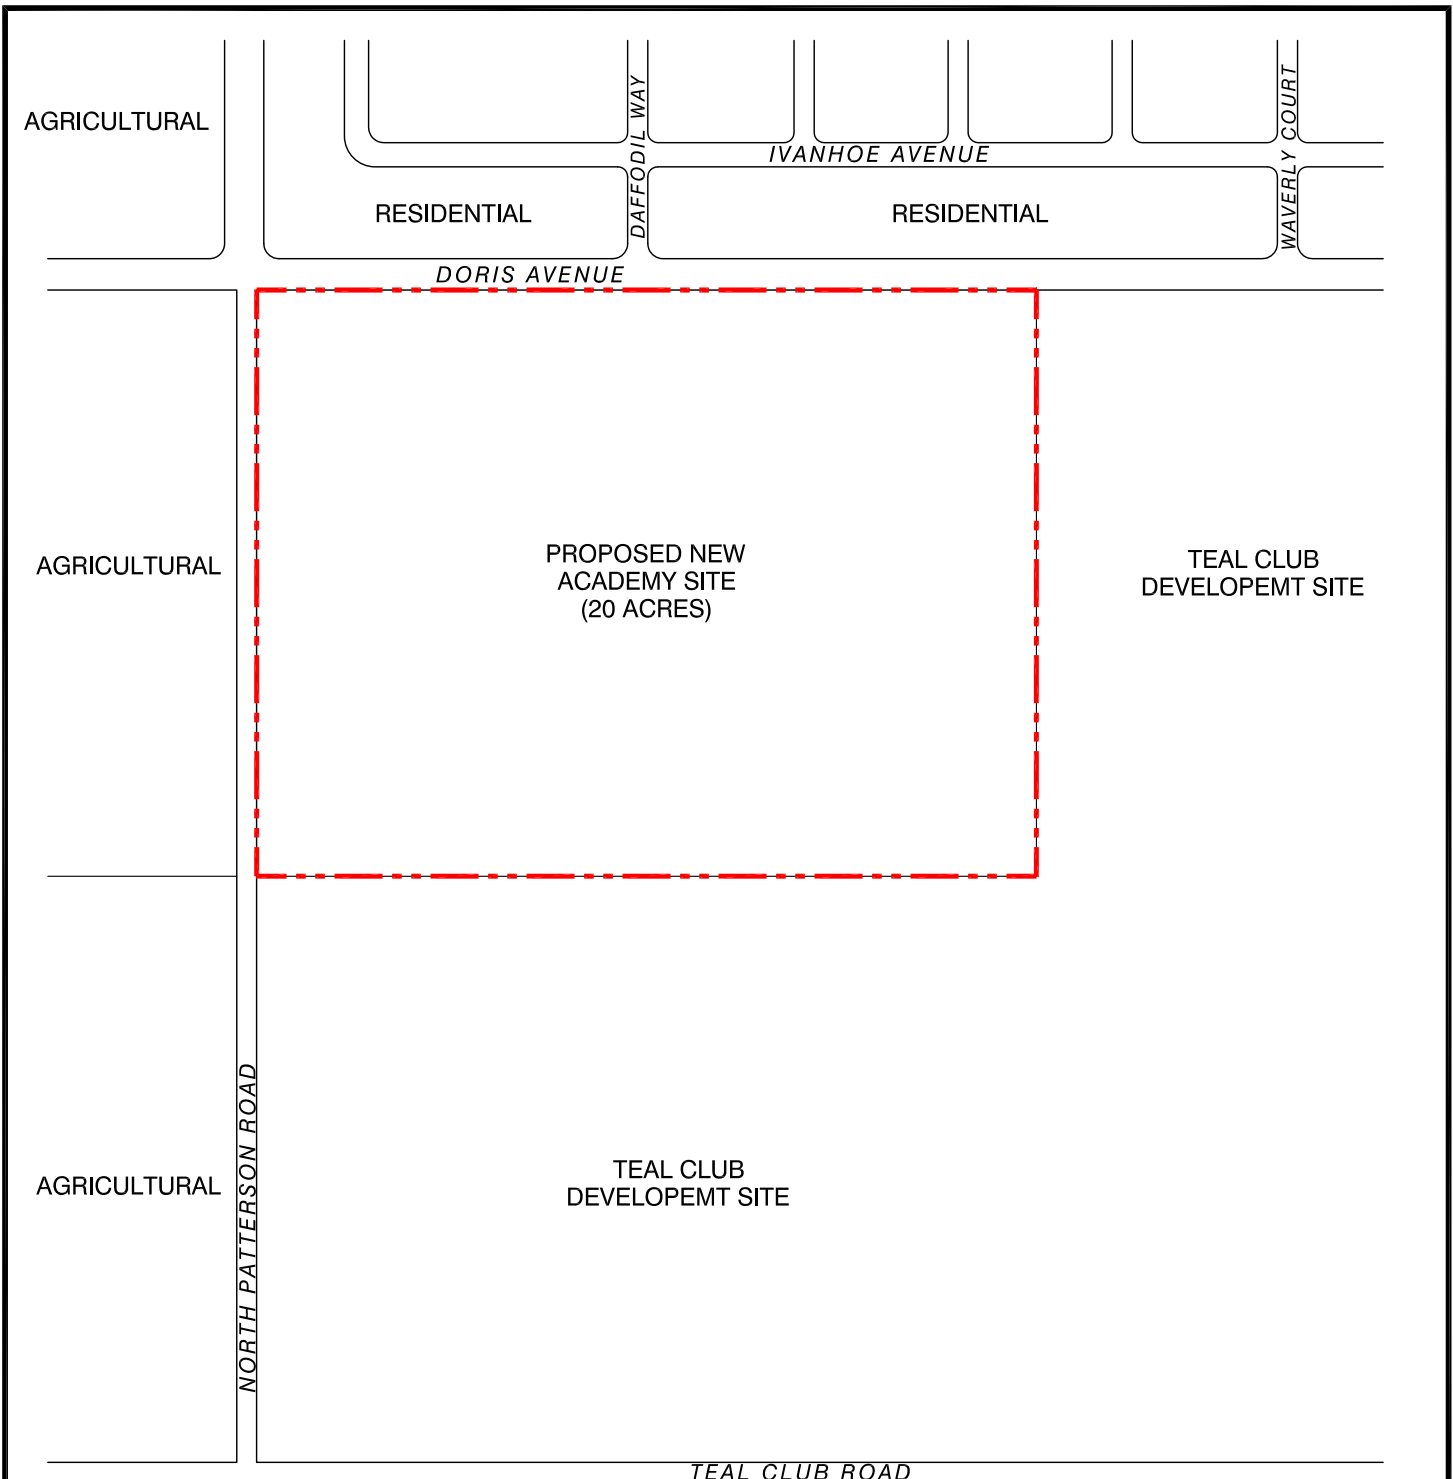 AGRICULTURAL
DAFFODIL WAY
WAVERLY COURT
IVANHOE AVENUE
RESIDENTIAL
RESIDENTIAL
DORIS AVENUE
AGRICULTURAL
PROPOSED NEW
ACADEMY SITE
(20 ACRES)
TEAL CLUB
DEVELOPEMT SITE
AGRICULTURAL
NORTH PATTERSON ROAD
TEAL CLUB
DEVELOPEMT SITE
TEAL CLUB ROAD